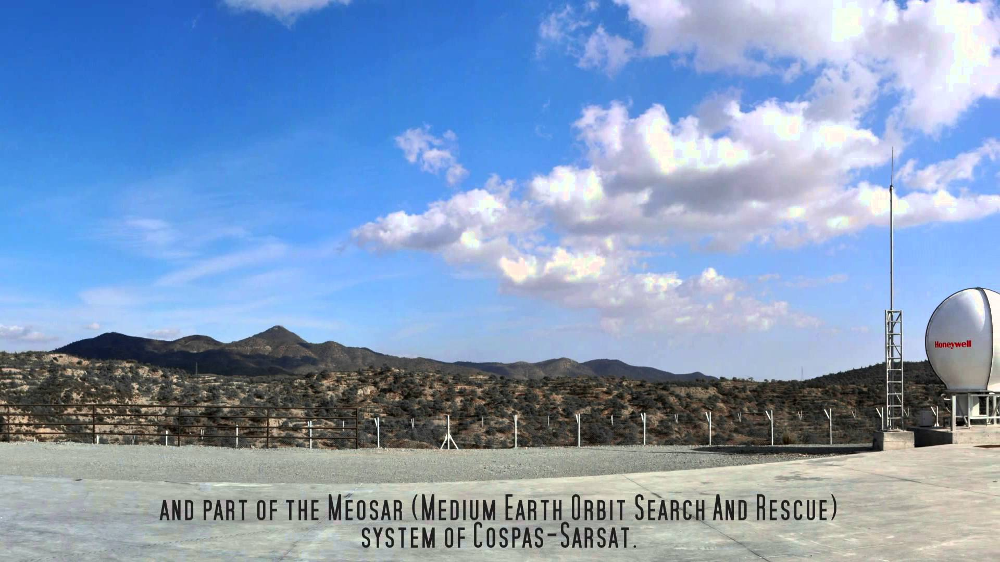 Honeywell
and part of the Meosar (Medium Earth Orbit Search And Rescue)
system of Cospas-Sarsat.